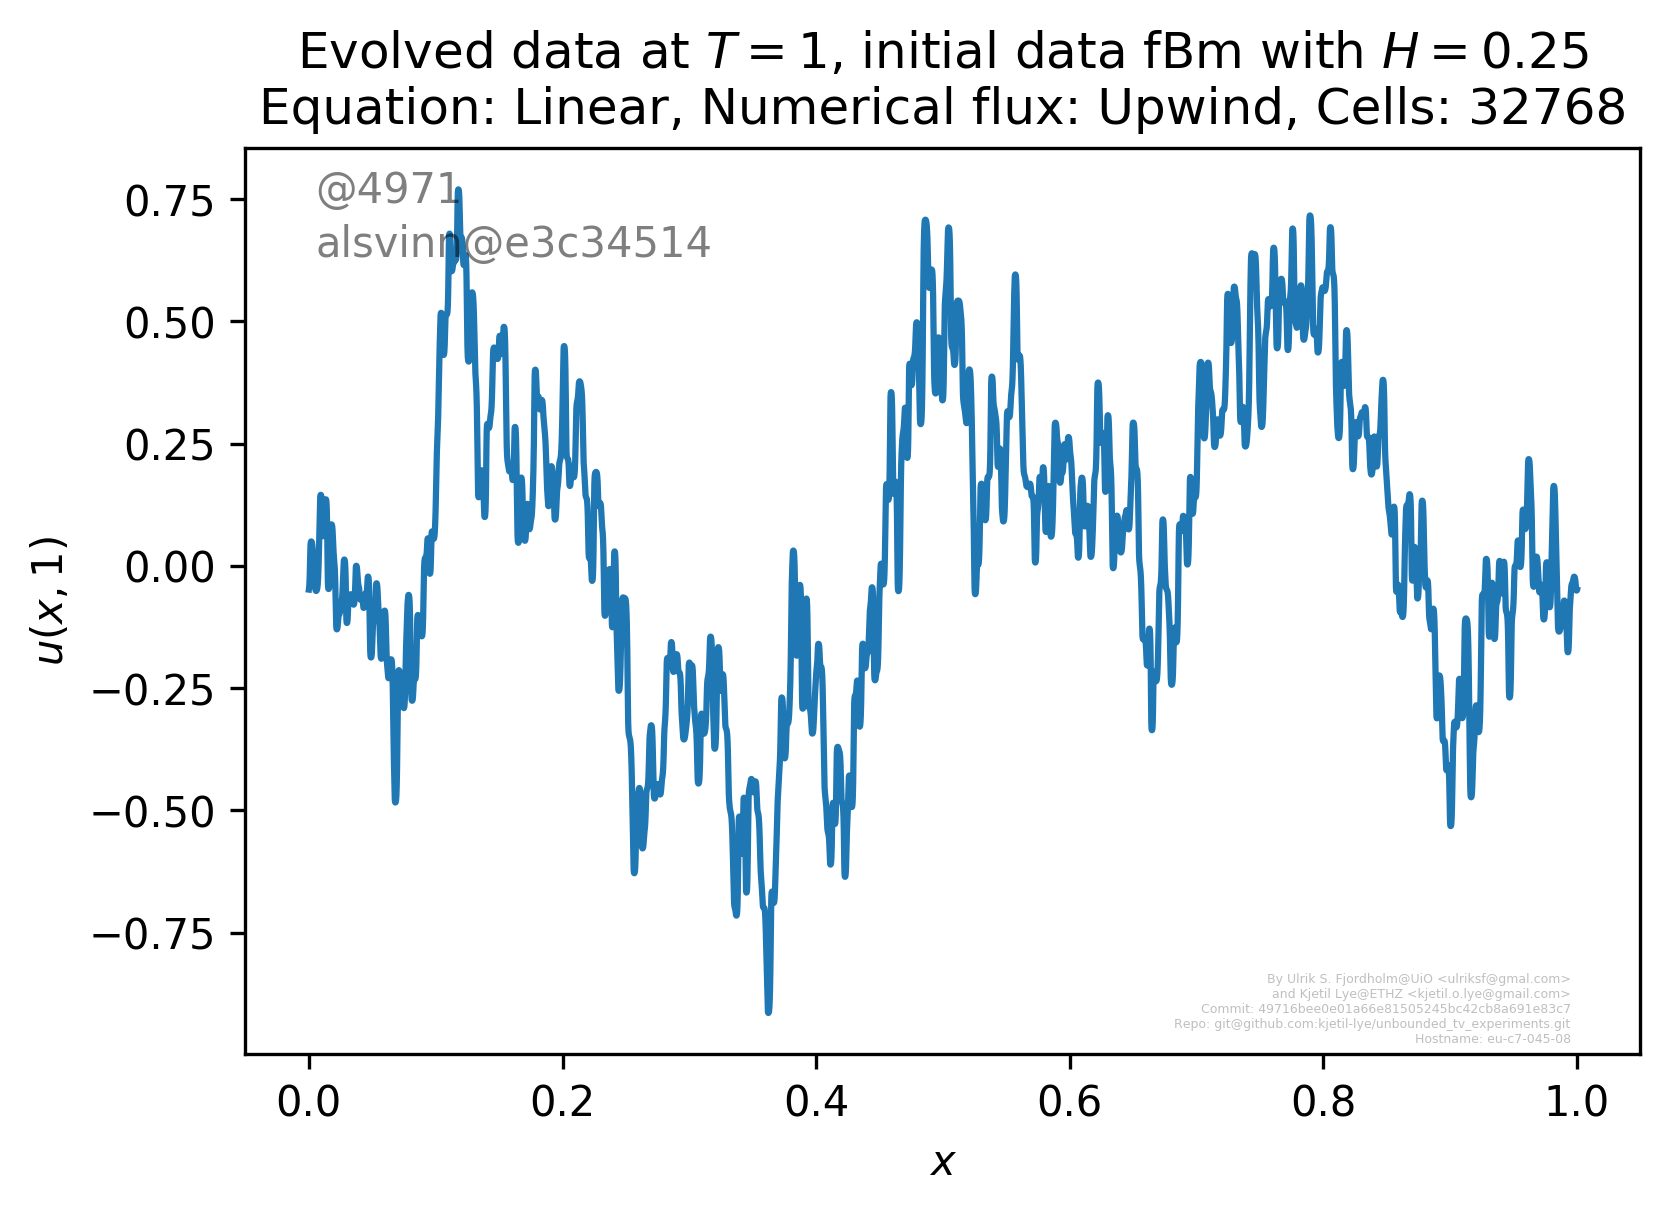 Evolved data at T = 1, initial data fBm with H = 0.25
Equation: Linear, Numerical flux: Upwind, Cells: 32768
@4971
alsvinn@e3c34514
0.75
0.50
0.25
0.00
−0.25
−0.50
−0.75
u(x, 1)
By Ulrik S. Fjordholm@UiO <ulriksf@gmal.com>
and Kjetil Lye@ETHZ <kjetil.o.lye@gmail.com>
Commit: 49716bee0e01a66e81505245bc42cb8a691e83c7
Repo: git@github.com:kjetil-lye/unbounded_tv_experiments.git
Hostname: eu-c7-045-08
0.0 0.2 0.4 0.6 0.8 1.0
x